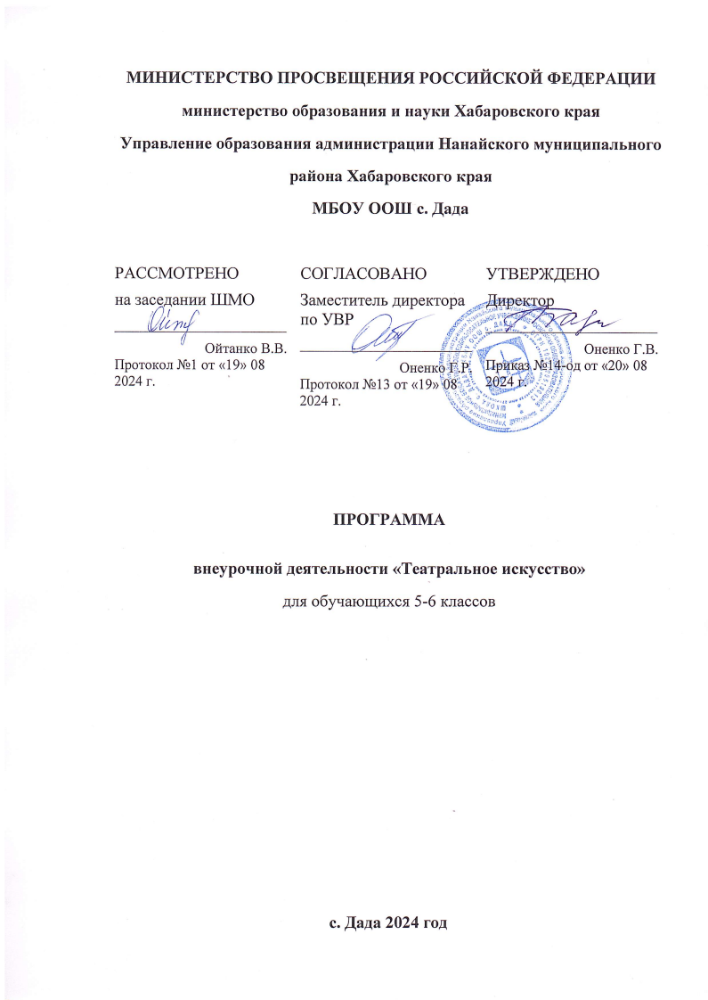 МИНИСТЕРСТВО ПРОСВЕЩЕНИЯ РОССИЙСКОЙ ФЕДЕРАЦИИ
министерство образования и науки Хабаровского края
Управление образования администрации Нанайского муниципального
района Хабаровского края
МБОУ ООШ с. Дада
РАССМОТРЕНО
на заседании ШМО
Ойтанко В.В.
Протокол №1 от «19» 08
2024 г.
СОГЛАСОВАНО
Заместитель директора
по УВР
Оненко Е.Р.
Протокол №13 от «19» 08
2024 г.
УТВЕРЖДЕНО
Директор
Оненко Г.В.
Приказ №14-од от «20» 08
2024 г.
ПРОГРАММА
внеурочной деятельности «Театральное искусство»
для обучающихся 5-6 классов
с. Дада 2024 год